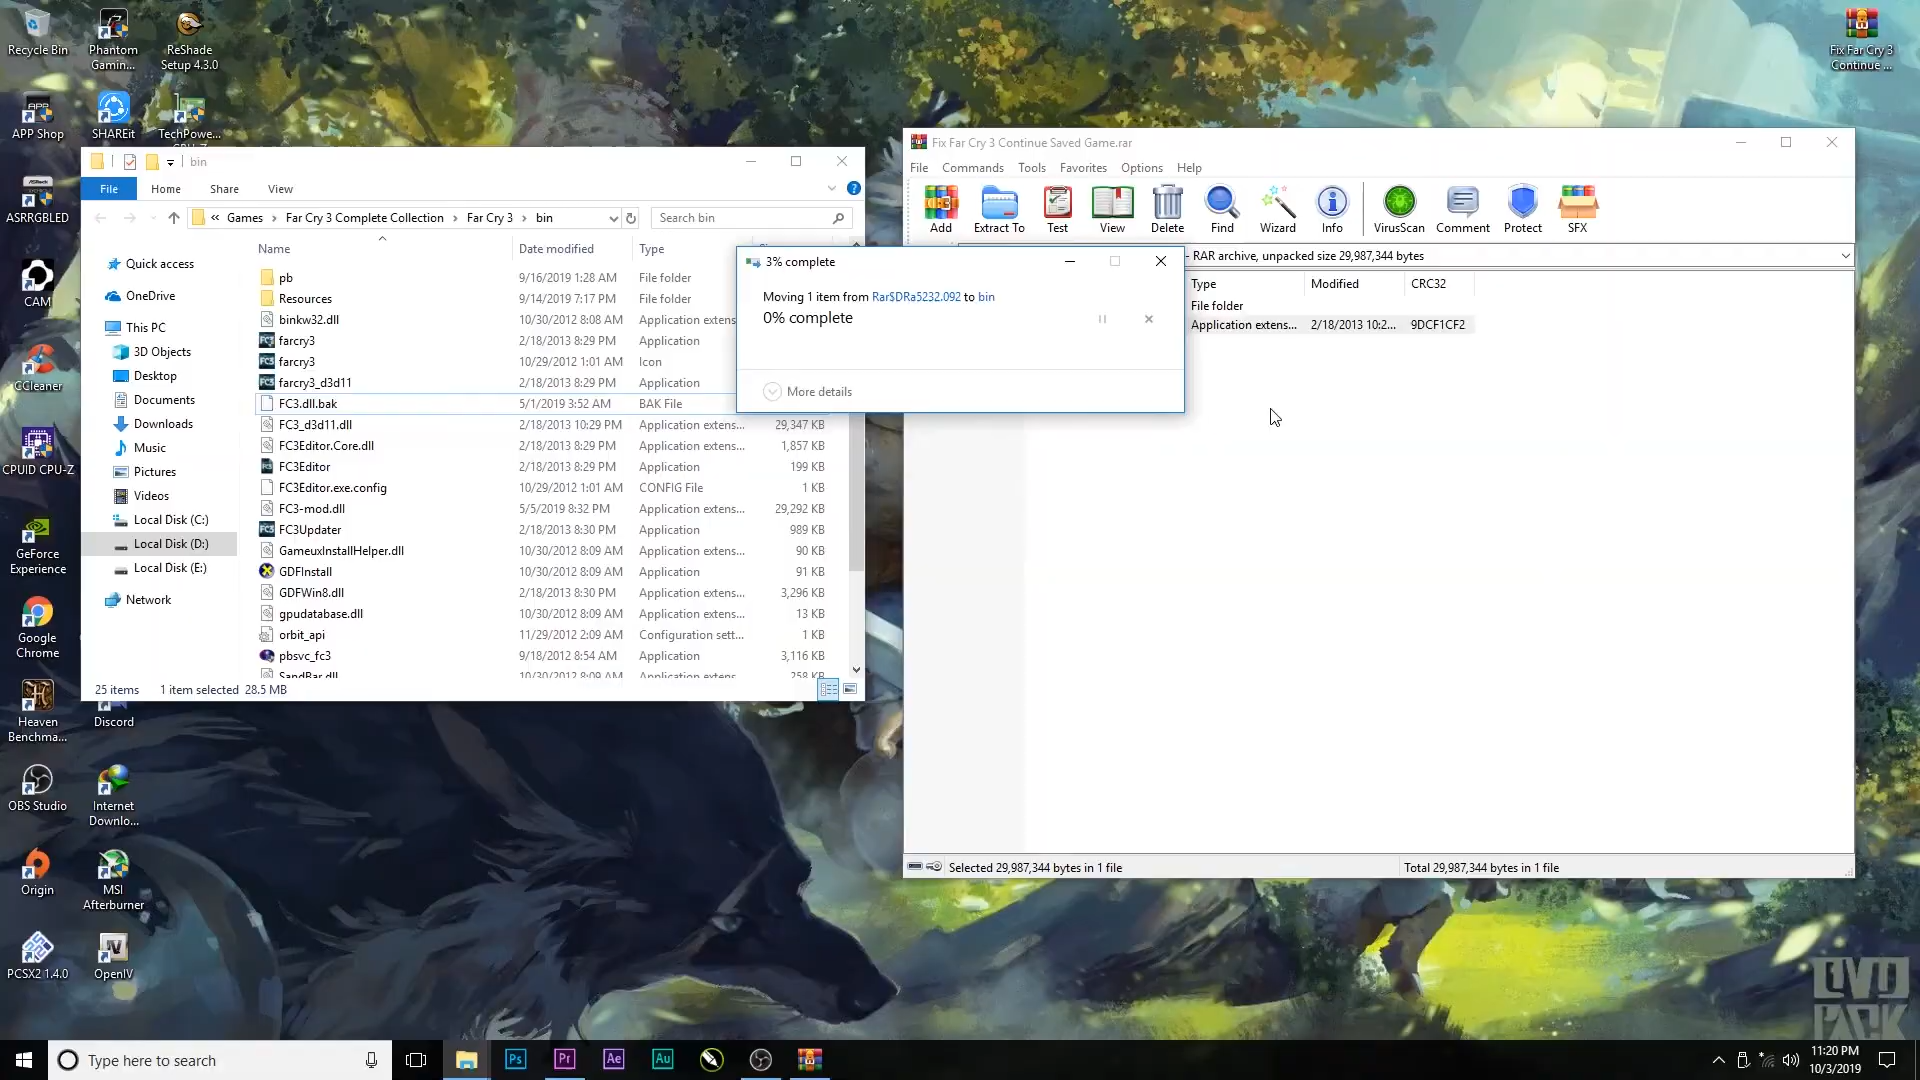 Recycle Bin
Phantom
Gamin...
ReShade
Setup 4.3.0
Fix Far Cry 3
Continue ...
APP Shop
SHAREit
TechPowe...
ASRRGBLED
CAM
CCleaner
CPUID CPU-Z
GeForce
Experience
Google
Chrome
Heaven
Benchma...
Discord
OBS Studio
Internet
Downlo...
Origin
MSI
Afterburner
PCSX2 1.4.0
OpenIV
bin
File
Home
Share
View
« Games > Far Cry 3 Complete Collection > Far Cry 3 > bin
Search bin
Name
Date modified
Type
Quick access
OneDrive
This PC
3D Objects
Desktop
Documents
Downloads
Music
Pictures
Videos
Local Disk (C:)
Local Disk (D:)
Local Disk (E:)
Network
pb 9/16/2019 1:28 AM File folder
Resources 9/14/2019 7:17 PM File folder
binkw32.dll 10/30/2012 8:08 AM Application extens
farcry3 2/18/2013 8:29 PM Application
farcry3 10/29/2012 1:01 AM Icon
farcry3_d3d11 2/18/2013 8:29 PM Application
FC3.dll.bak 5/1/2019 3:52 AM BAK File
FC3_d3d11.dll 2/18/2013 10:29 PM Application extens... 29,347 KB
FC3Editor.Core.dll 2/18/2013 8:29 PM Application extens... 1,857 KB
FC3Editor 2/18/2013 8:29 PM Application 199 KB
FC3Editor.exe.config 10/29/2012 1:01 AM CONFIG File 1 KB
FC3-mod.dll 5/5/2019 8:32 PM Application extens... 29,292 KB
FC3Updater 2/18/2013 8:30 PM Application 989 KB
GameuxInstallHelper.dll 10/30/2012 8:09 AM Application extens... 90 KB
GDFInstall 10/30/2012 8:09 AM Application 91 KB
GDFWin8.dll 2/18/2013 8:30 PM Application extens... 3,296 KB
gpudatabase.dll 10/30/2012 8:09 AM Application extens... 13 KB
orbit_api 11/29/2012 2:09 AM Configuration sett... 1 KB
pbsvc_fc3 9/18/2012 8:54 AM Application 3,116 KB
SandBar.dll 10/30/2012 8:09 AM Application extens... 258 KB
25 items 1 item selected 28.5 MB
3% complete
Moving 1 item from Rar$DRa5232.092 to bin
0% complete
More details
Fix Far Cry 3 Continue Saved Game.rar
File Commands Tools Favorites Options Help
Add Extract To Test View Delete Find Wizard Info VirusScan Comment Protect SFX
- RAR archive, unpacked size 29,987,344 bytes
Type Modified CRC32
File folder
Application extens... 2/18/2013 10:2... 9DCF1CF2
Selected 29,987,344 bytes in 1 file
Total 29,987,344 bytes in 1 file
Type here to search
Ps
Pr
Ae
Au
11:20 PM
10/3/2019